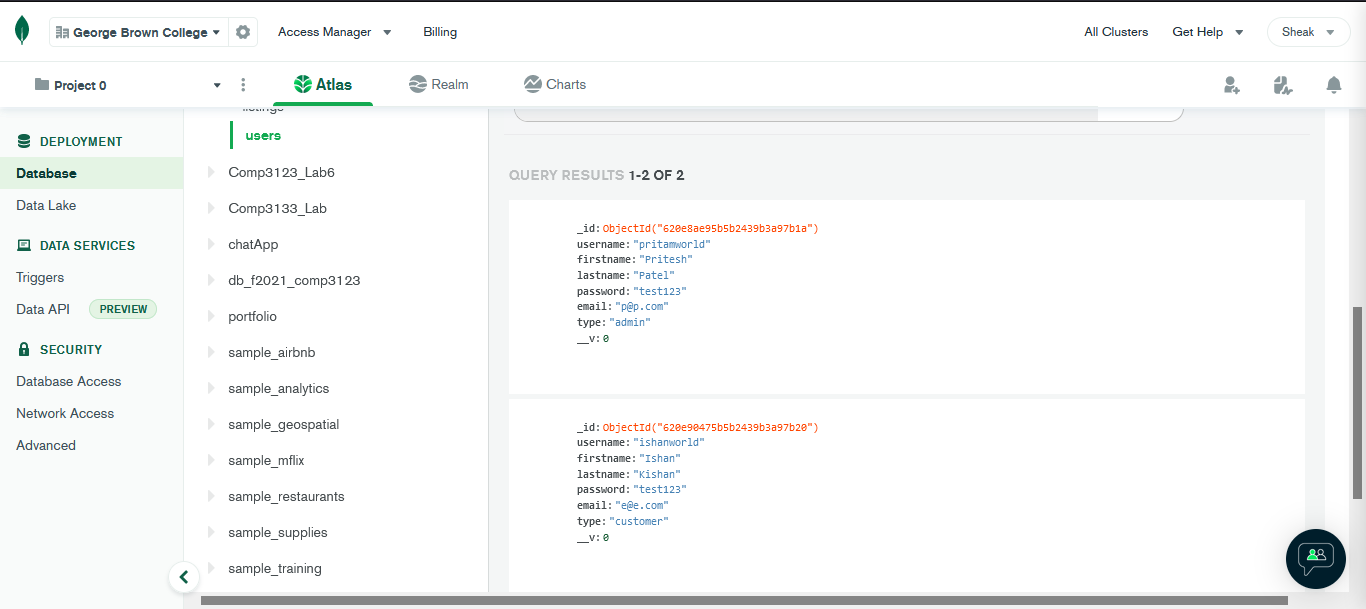 George Brown College
Access Manager
Billing
All Clusters
Get Help
Sheak
Project 0
Atlas
Realm
Charts
DEPLOYMENT
Database
Data Lake
DATA SERVICES
Triggers
Data API
PREVIEW
SECURITY
Database Access
Network Access
Advanced
listings
users
Comp3123_Lab6
Comp3133_Lab
chatApp
db_f2021_comp3123
portfolio
sample_airbnb
sample_analytics
sample_geospatial
sample_mflix
sample_restaurants
sample_supplies
sample_training
QUERY RESULTS 1-2 OF 2
_id: ObjectId("620e8ae95b5b2439b3a97b1a")
username: "pritamworld"
firstname: "Pritesh"
lastname: "Patel"
password: "test123"
email: "p@p.com"
type: "admin"
__v: 0
_id: ObjectId("620e90475b5b2439b3a97b20")
username: "ishanworld"
firstname: "Ishan"
lastname: "Kishan"
password: "test123"
email: "e@e.com"
type: "customer"
__v: 0